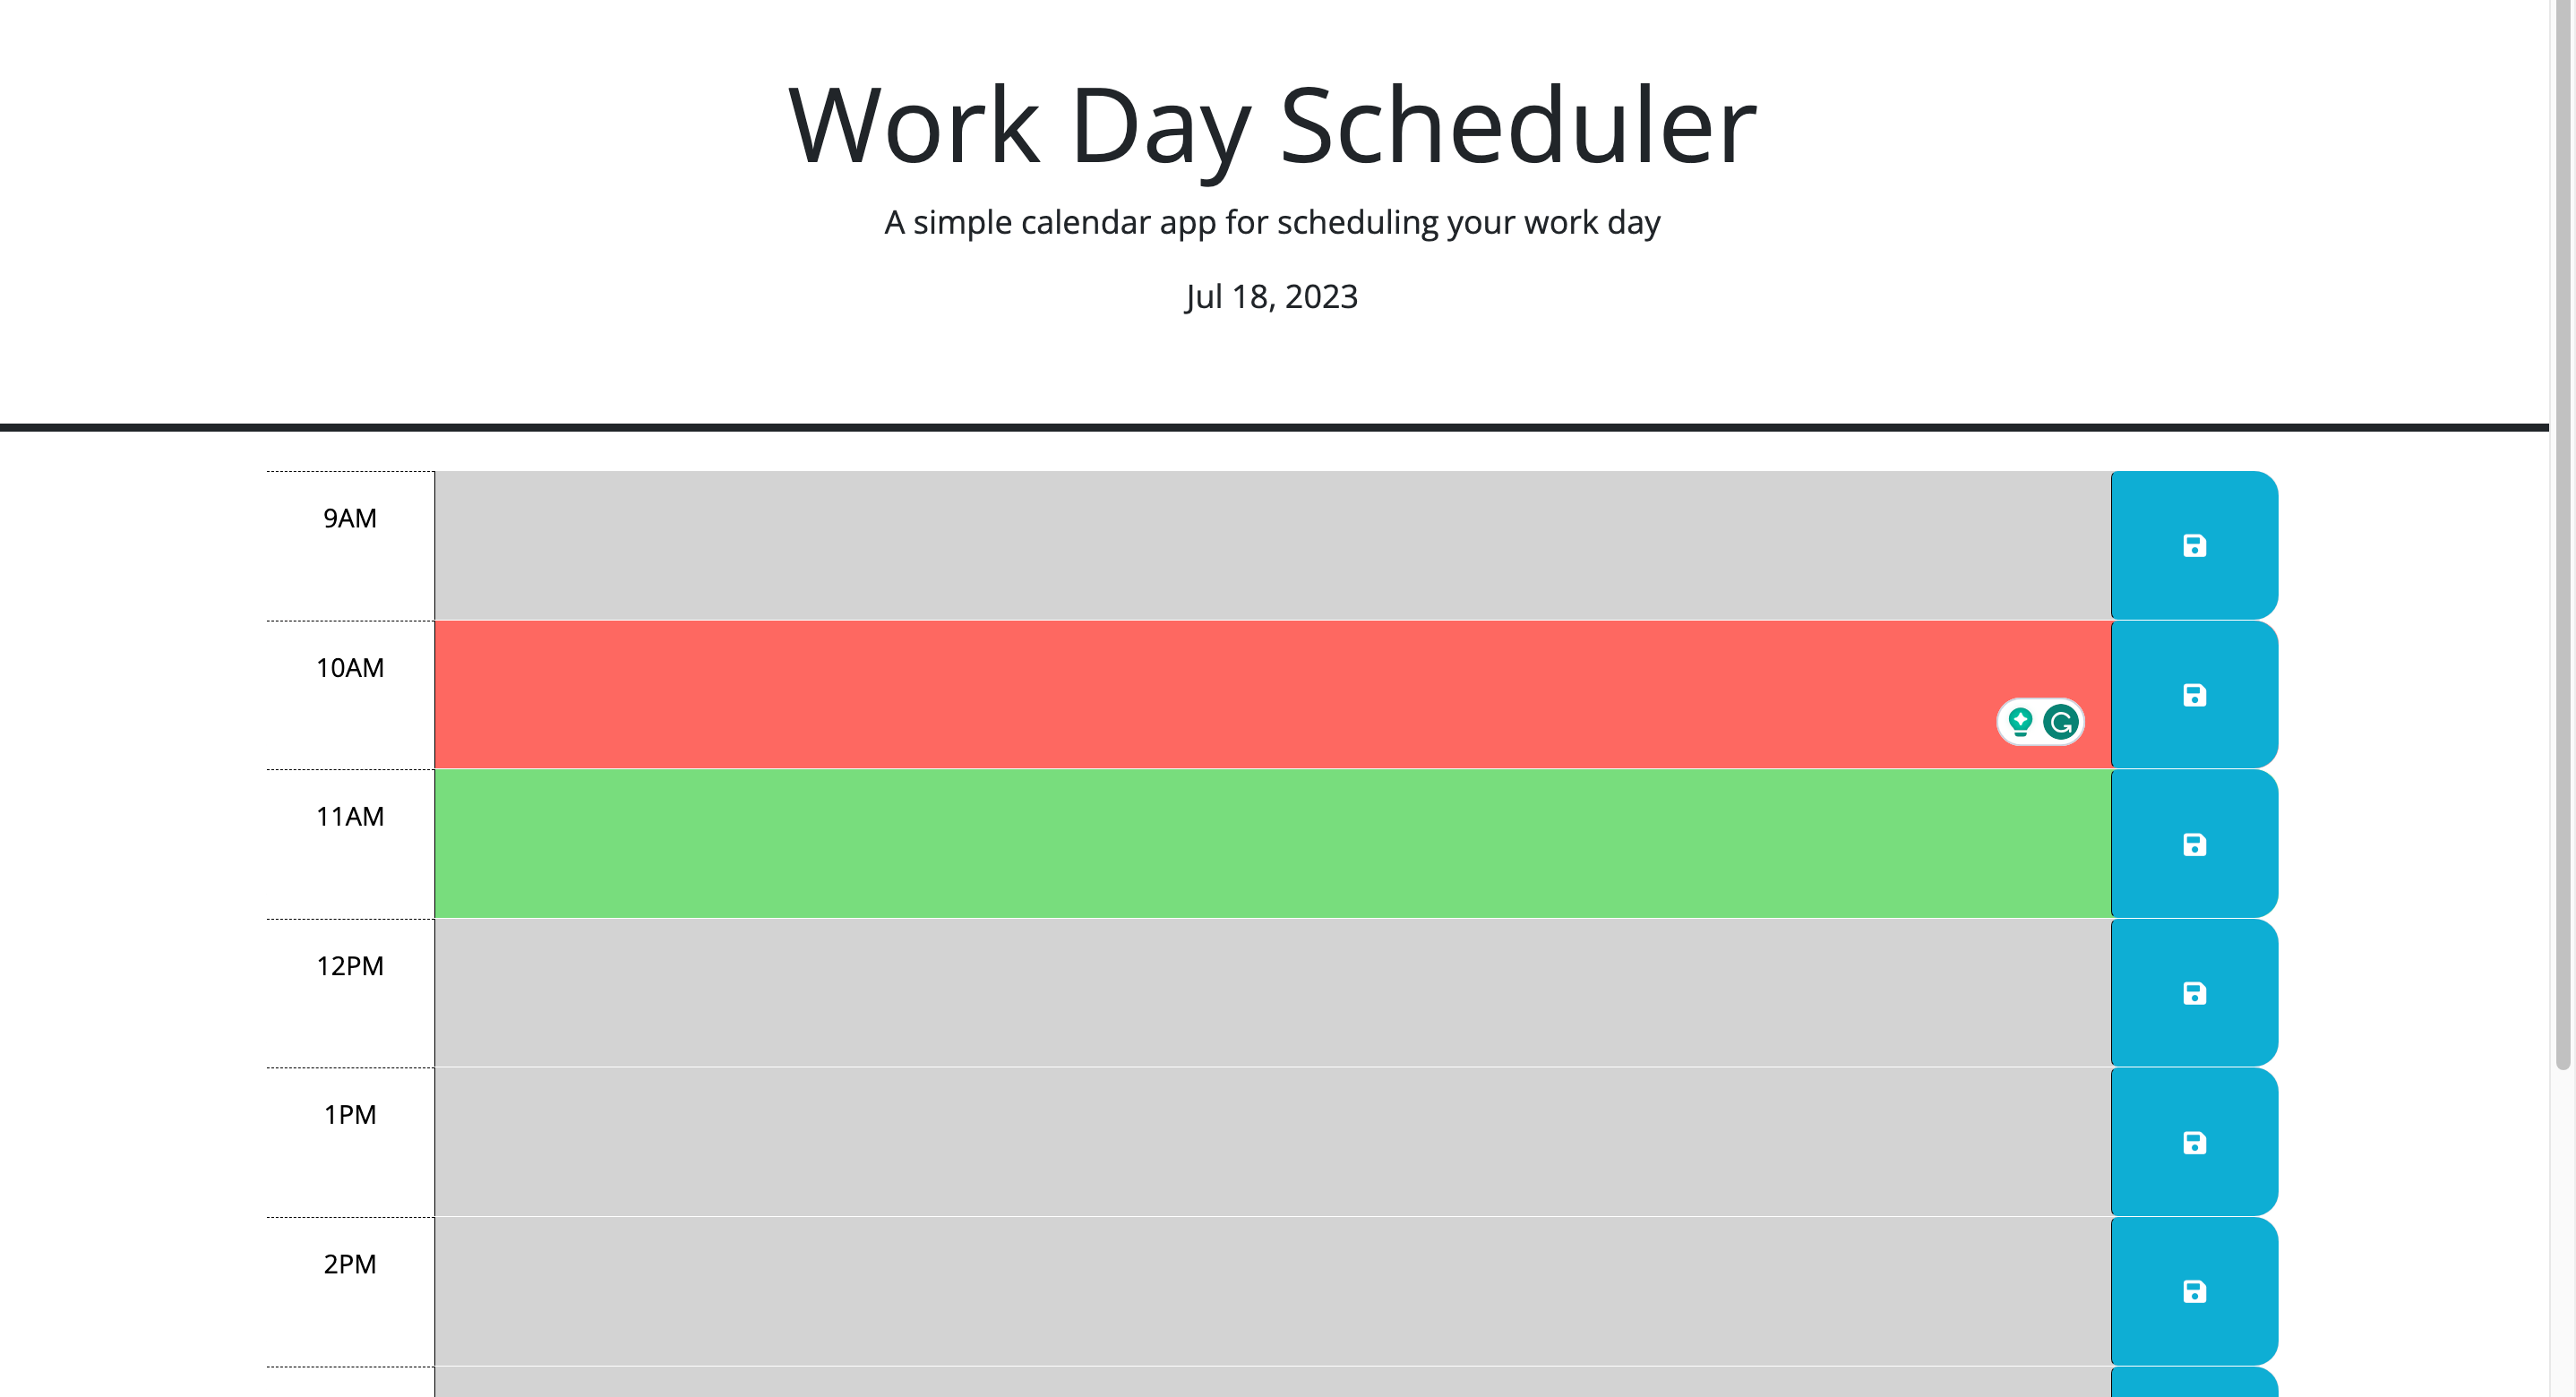 Work Day Scheduler
A simple calendar app for scheduling your work day
Jul 18, 2023
9AM
10AM
11AM
12PM
1PM
2PM